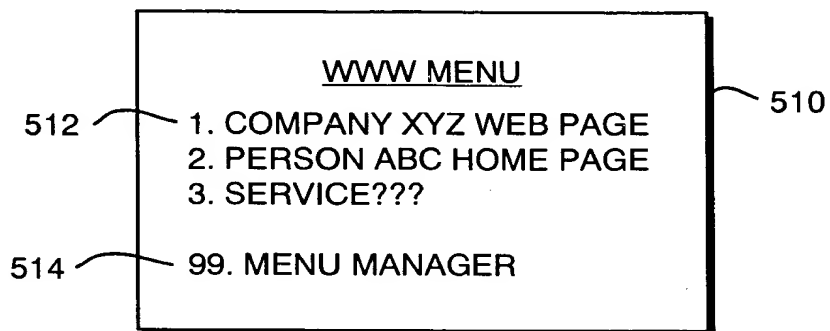 WWW MENU
510
512
1. COMPANY XYZ WEB PAGE
2. PERSON ABC HOME PAGE
3. SERVICE???
514
99. MENU MANAGER